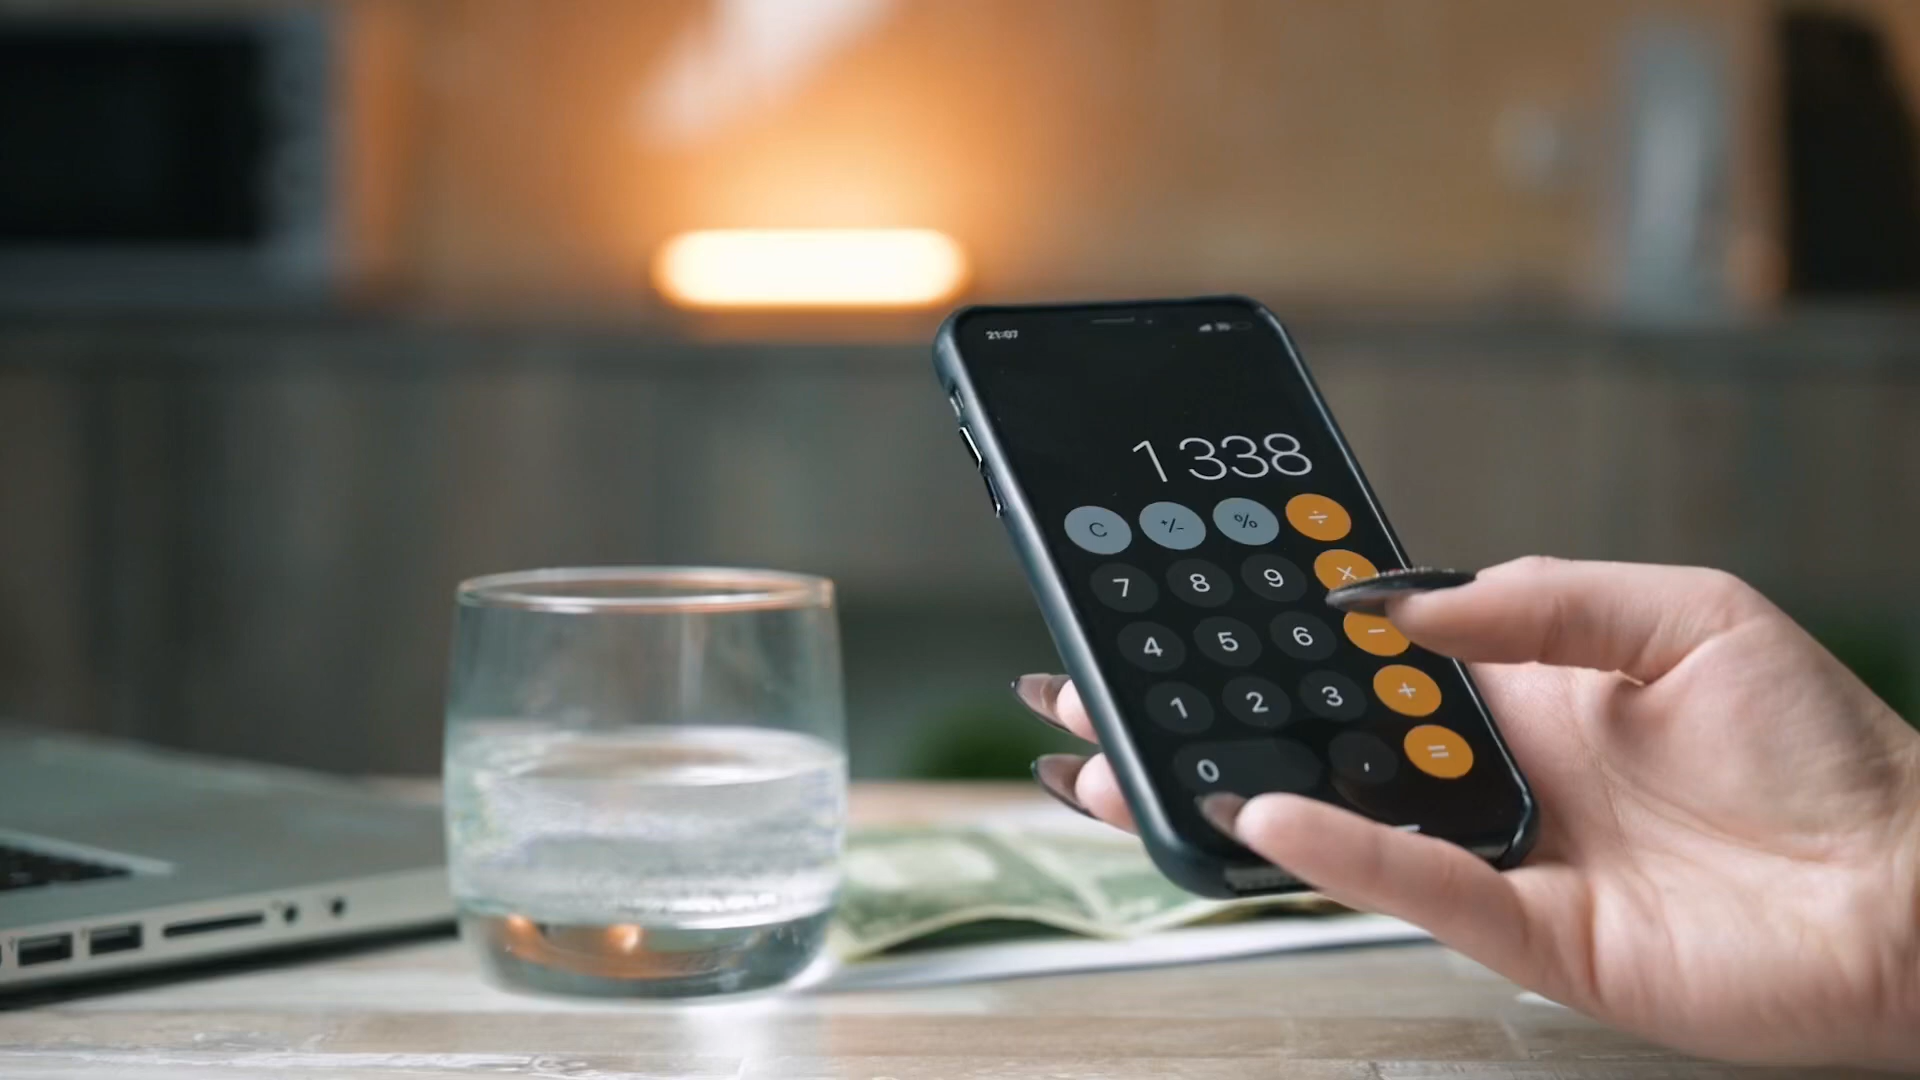 21:07
1 338
C +/- % ÷
7 8 9 ×
4 5 6 −
1 2 3 +
0 , =